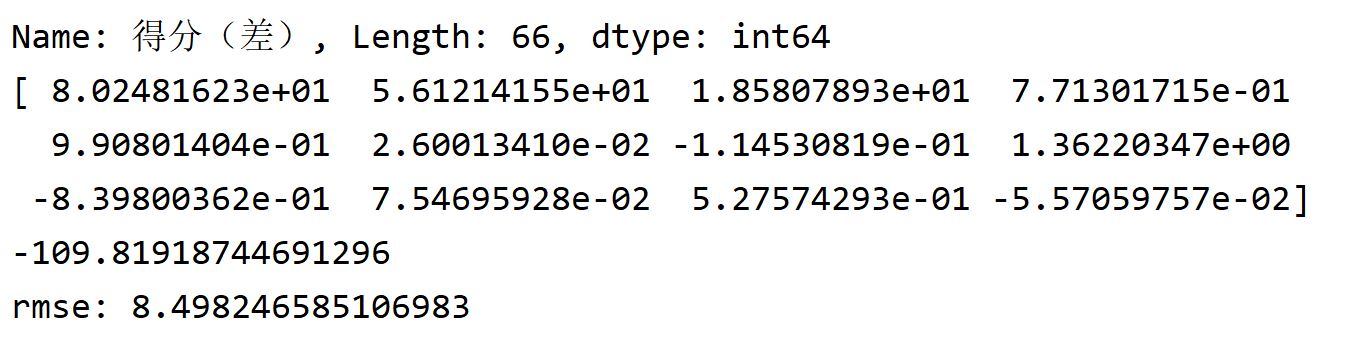 Name: 得分（差）, Length: 66, dtype: int64
[ 8.02481623e+01  5.61214155e+01  1.85807893e+01  7.71301715e-01
  9.90801404e-01  2.60013410e-02 -1.14530819e-01  1.36220347e+00
 -8.39800362e-01  7.54695928e-02  5.27574293e-01 -5.57059757e-02]
-109.81918744691296
rmse: 8.498246585106983